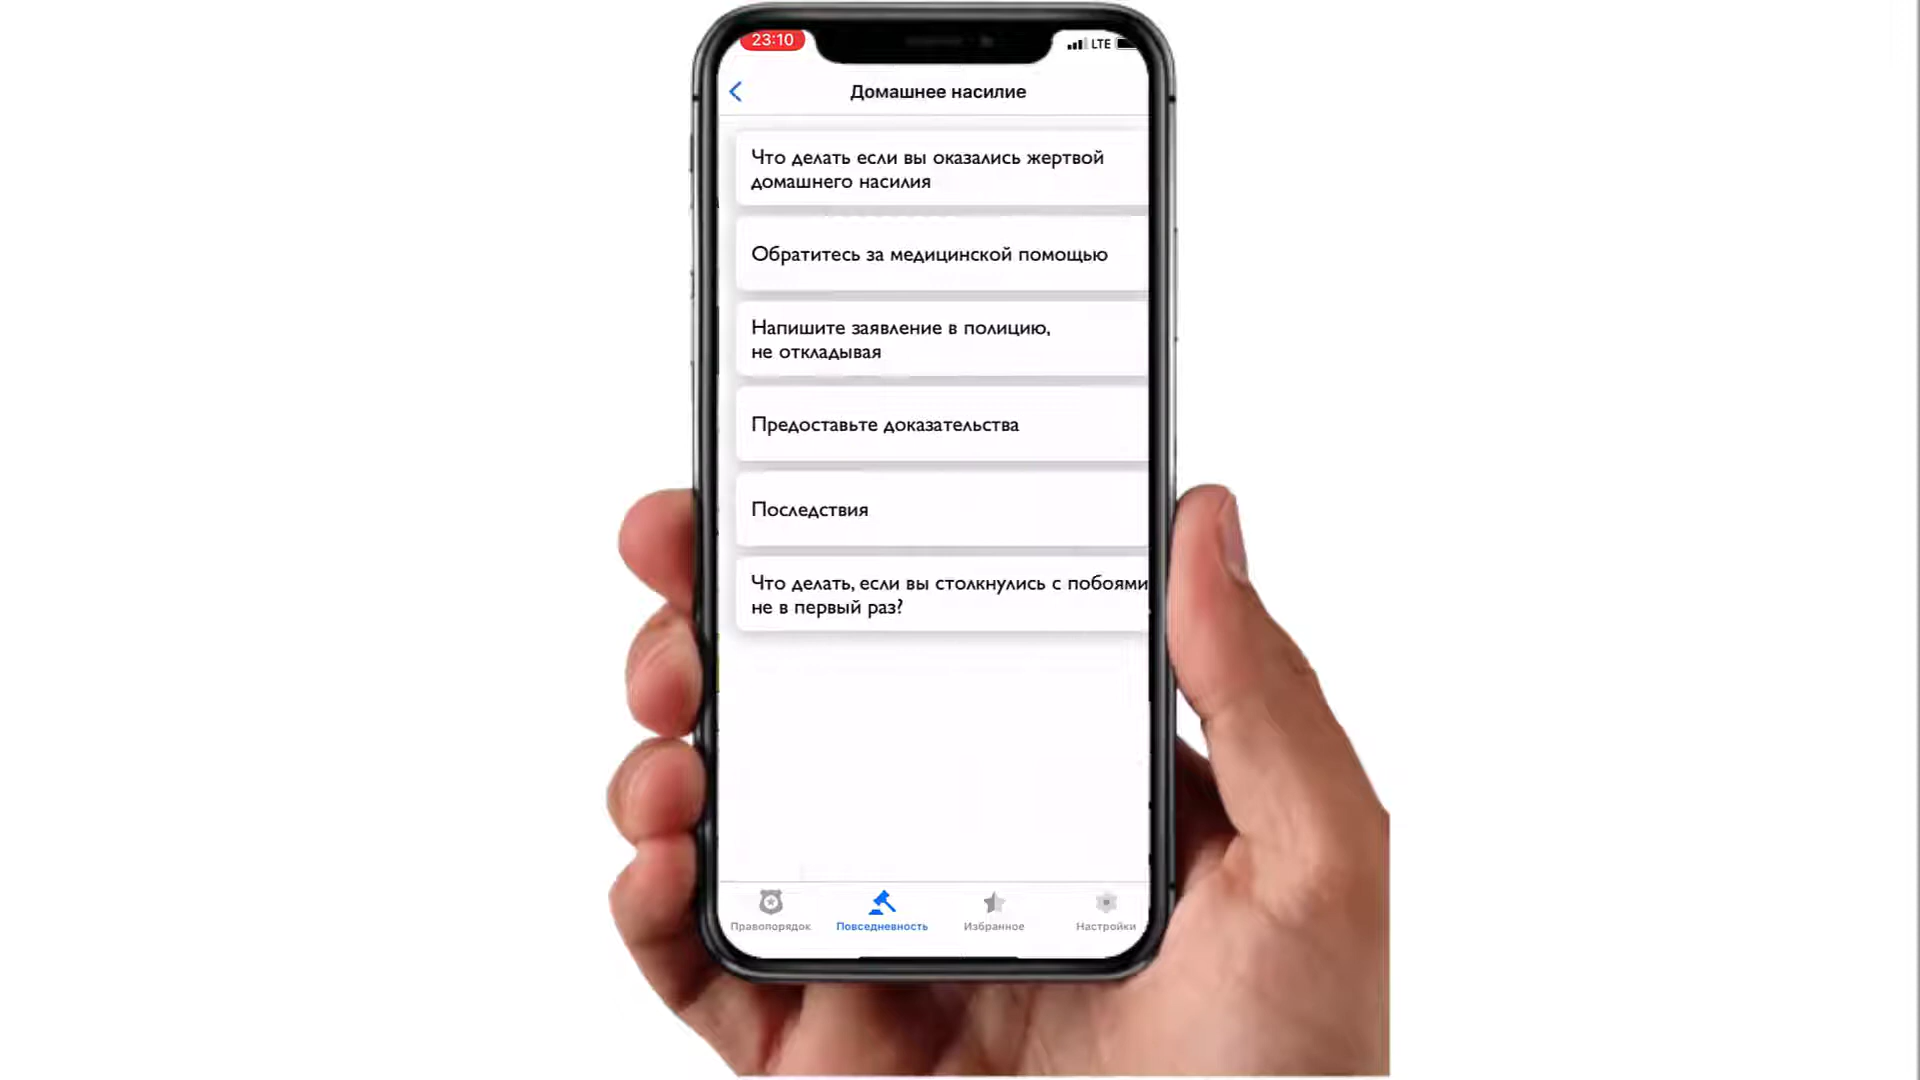 23:10
LTE
Домашнее насилие
Что делать если вы оказались жертвой
домашнего насилия
Обратитесь за медицинской помощью
Напишите заявление в полицию,
не откладывая
Предоставьте доказательства
Последствия
Что делать, если вы столкнулись с побоями
не в первый раз?
Правопорядок
Повседневность
Избранное
Настройки